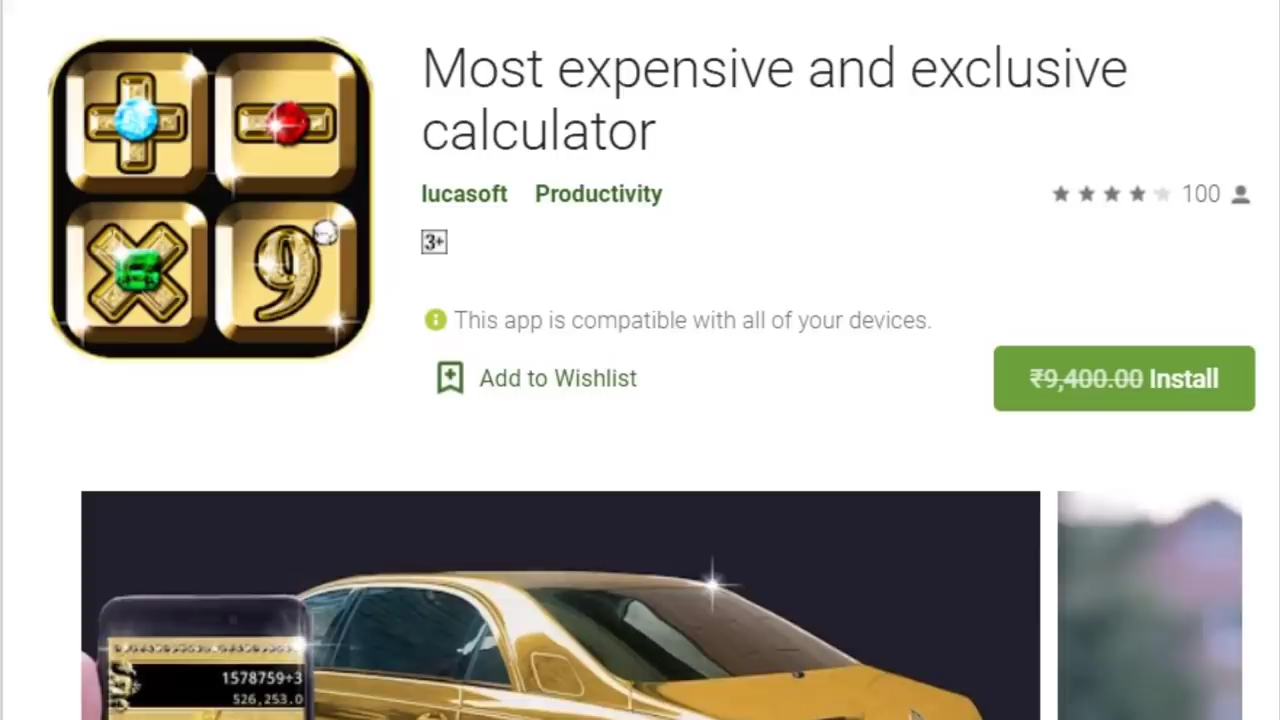 Most expensive and exclusive
calculator
lucasoft Productivity 100
3+
This app is compatible with all of your devices.
Add to Wishlist
₹9,400.00 Install
9
1578759+3
526,253.0